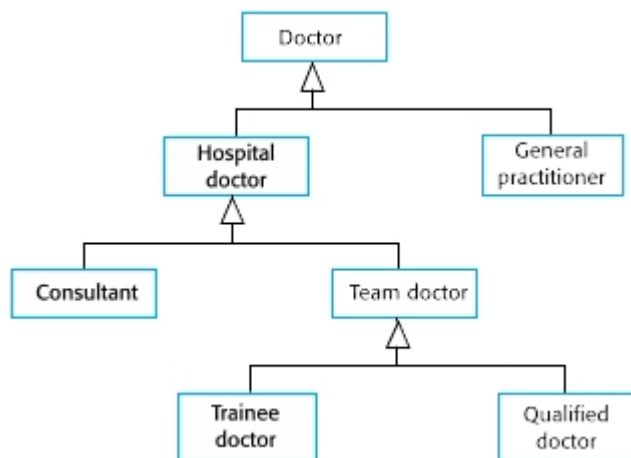 Doctor
Hospital
doctor
General
practitioner
Consultant
Team doctor
Trainee
doctor
Qualified
doctor